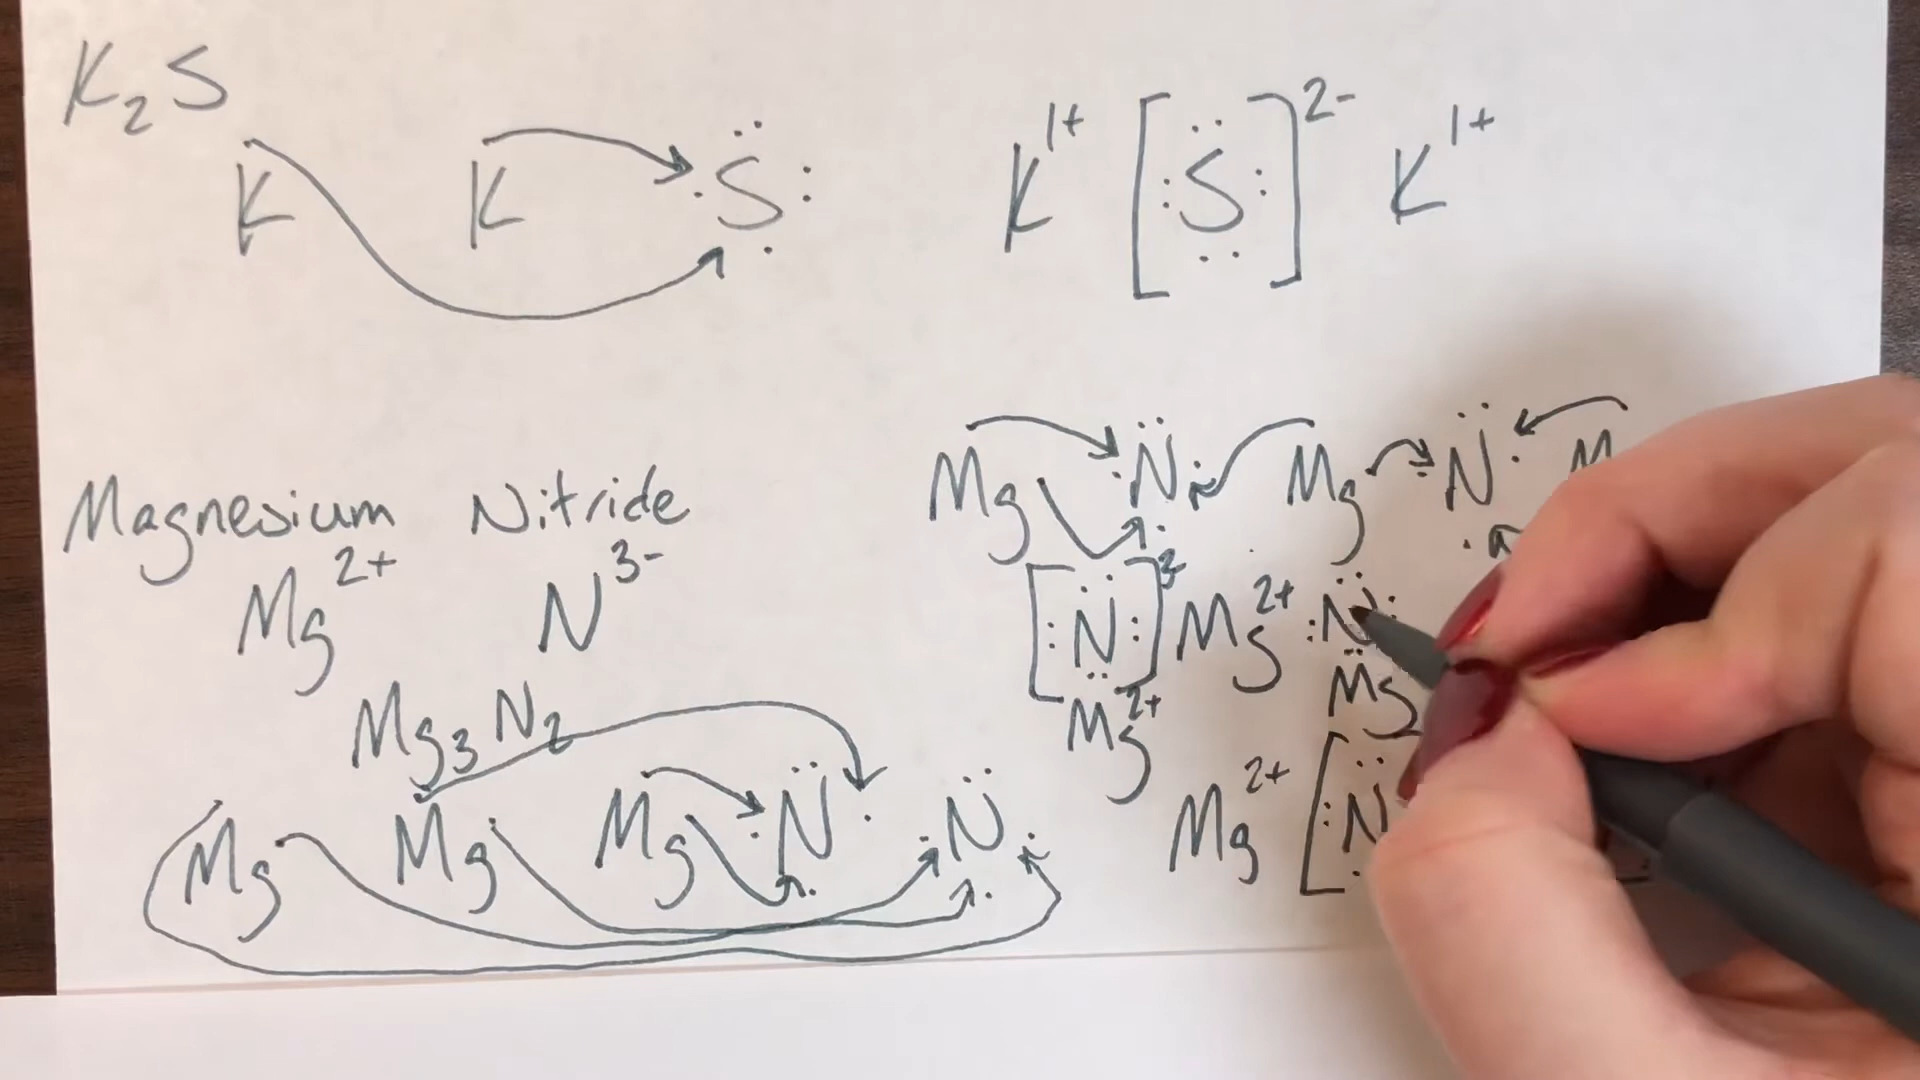 K₂S
K K S
K¹⁺ [S]²⁻ K¹⁺
Magnesium Nitride
Mg²⁺ N³⁻
Mg₃N₂
Mg Mg Mg N N
Mg N Mg N M
[N]³⁻ Mg²⁺ N
Mg²⁺ Mg
Mg²⁺ [N